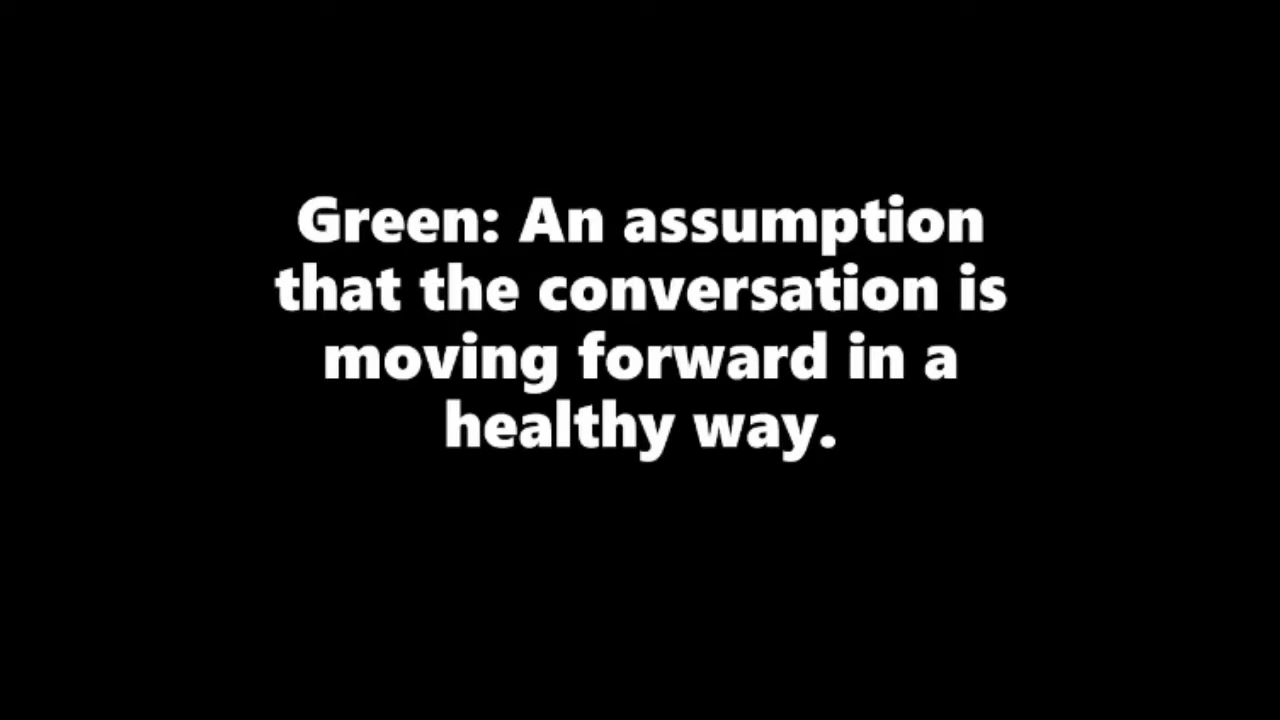 Green: An assumption
that the conversation is
moving forward in a
healthy way.